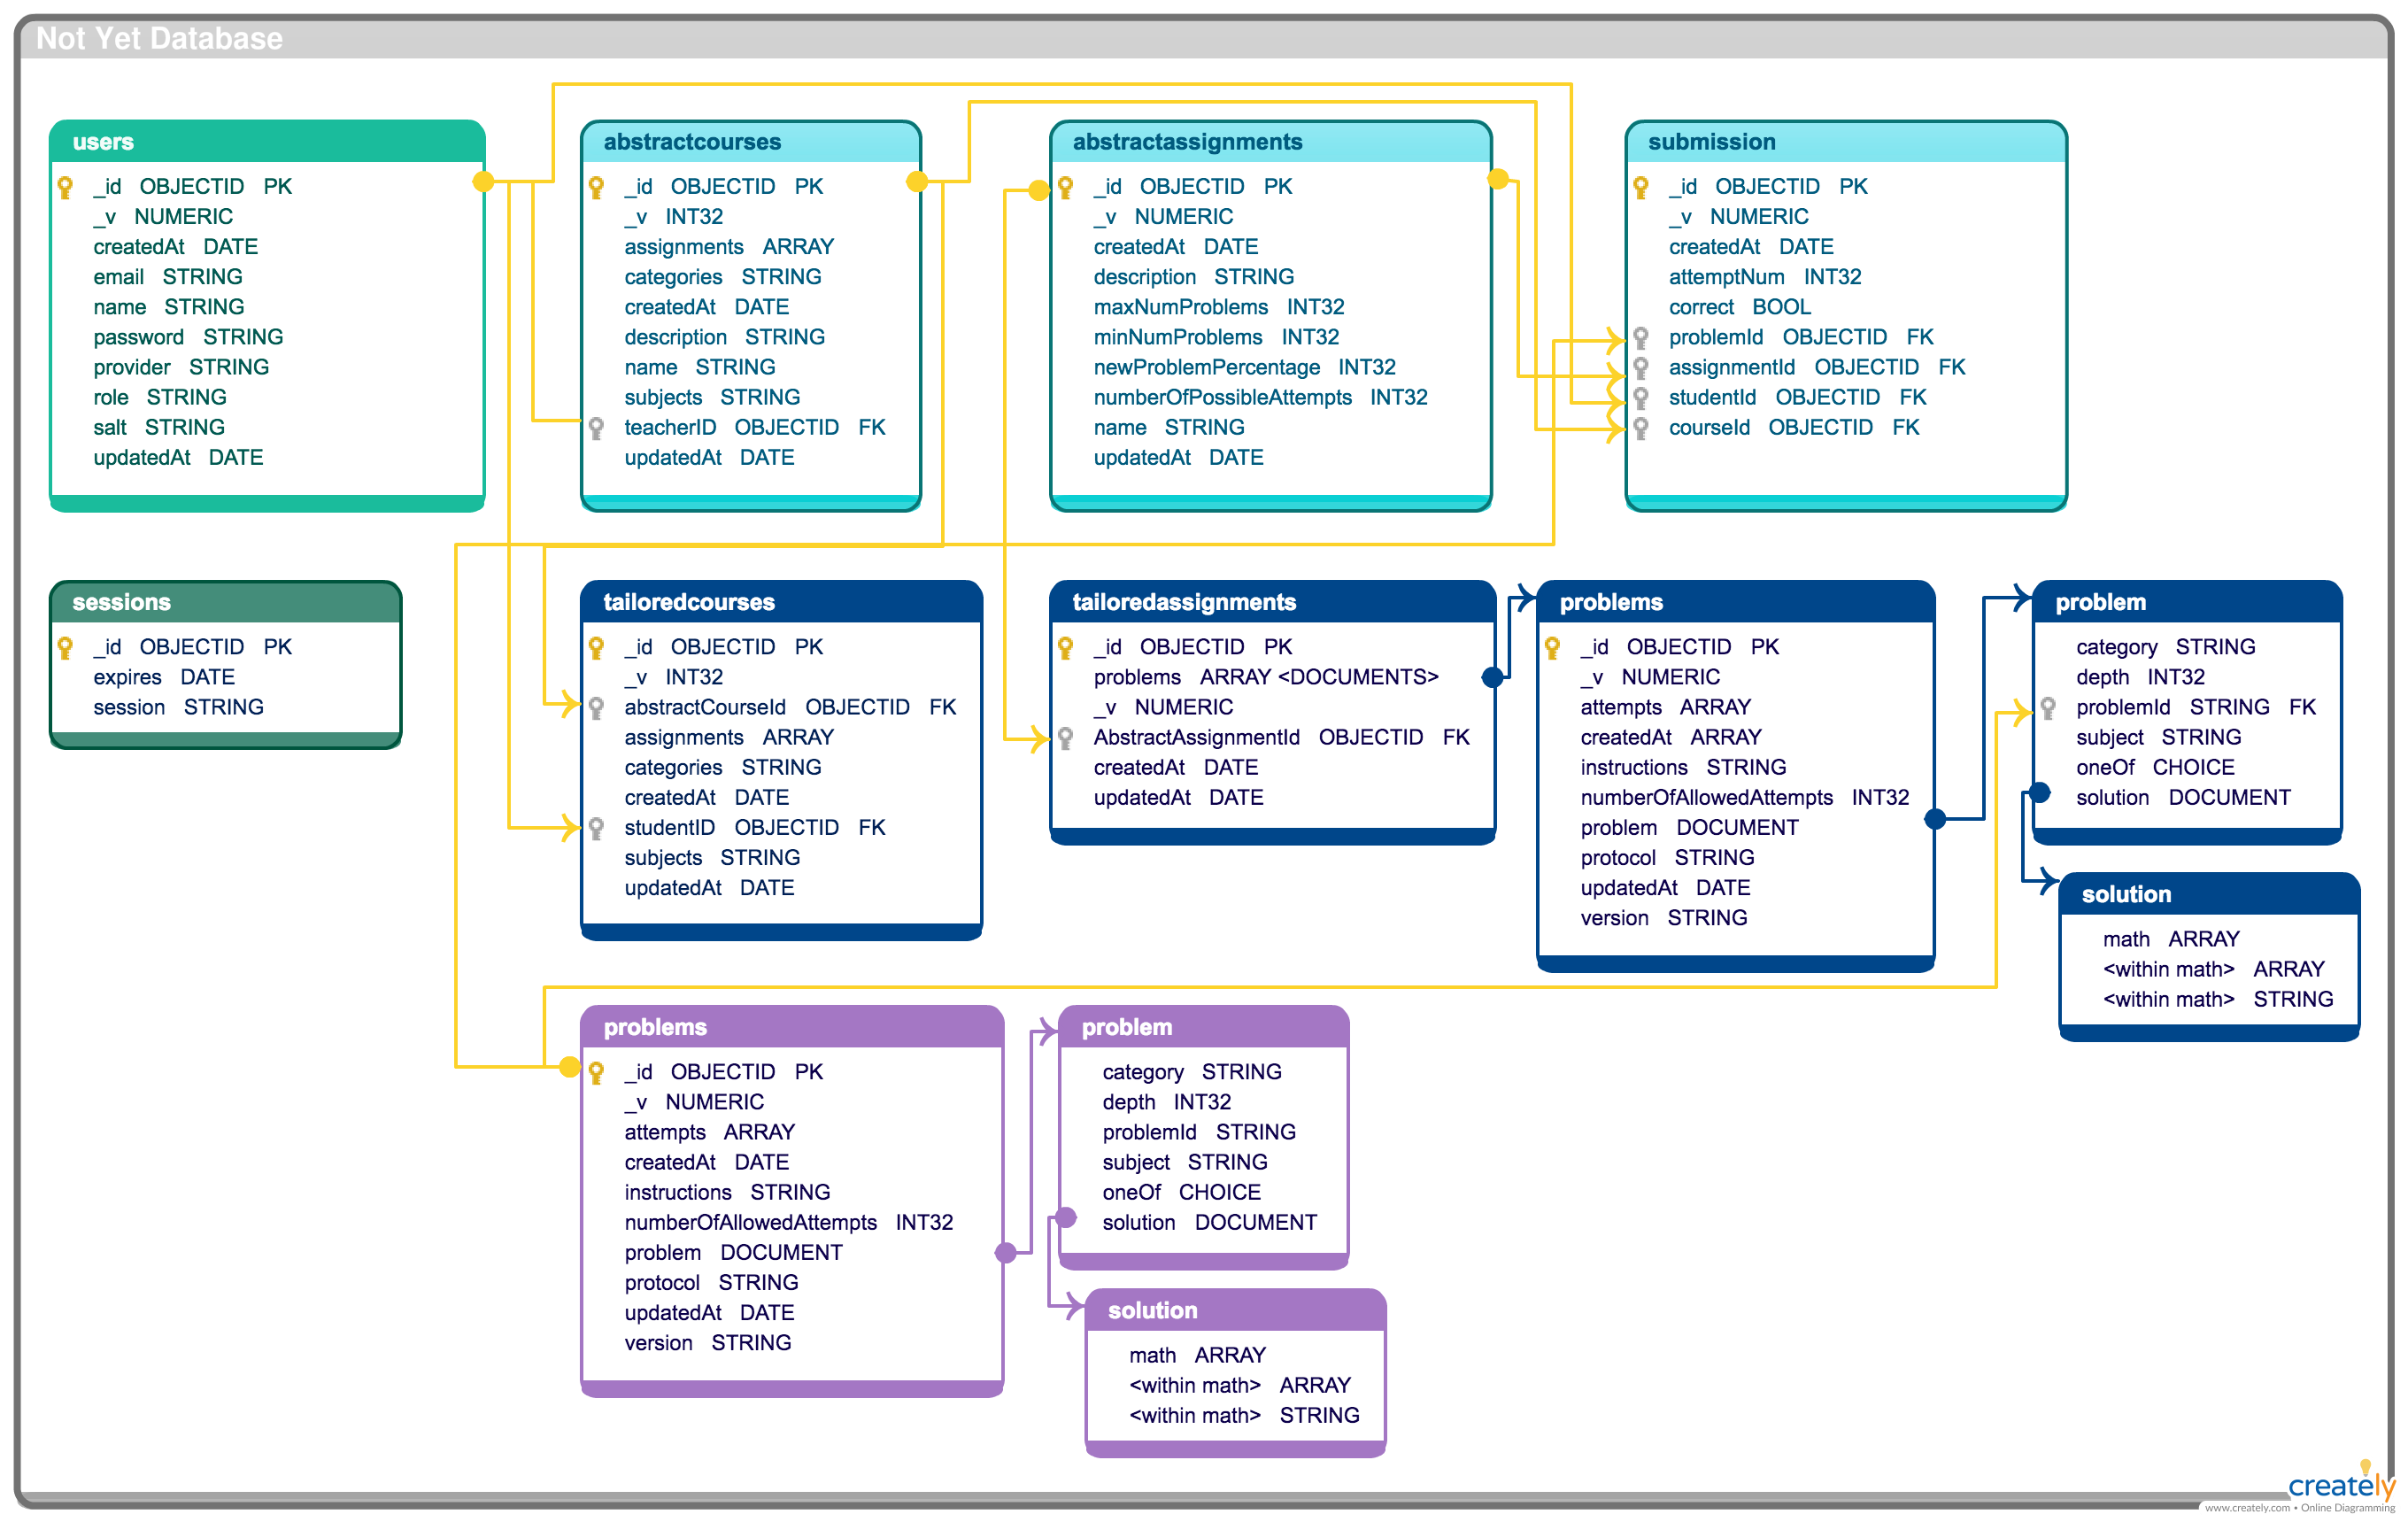 Not Yet Database
users
_id OBJECTID PK
_v NUMERIC
createdAt DATE
email STRING
name STRING
password STRING
provider STRING
role STRING
salt STRING
updatedAt DATE
abstractcourses
_id OBJECTID PK
_v INT32
assignments ARRAY
categories STRING
createdAt DATE
description STRING
name STRING
subjects STRING
teacherID OBJECTID FK
updatedAt DATE
abstractassignments
_id OBJECTID PK
_v NUMERIC
createdAt DATE
description STRING
maxNumProblems INT32
minNumProblems INT32
newProblemPercentage INT32
numberOfPossibleAttempts INT32
name STRING
updatedAt DATE
submission
_id OBJECTID PK
_v NUMERIC
createdAt DATE
attemptNum INT32
correct BOOL
problemId OBJECTID FK
assignmentId OBJECTID FK
studentId OBJECTID FK
courseId OBJECTID FK
sessions
_id OBJECTID PK
expires DATE
session STRING
tailoredcourses
_id OBJECTID PK
_v INT32
abstractCourseId OBJECTID FK
assignments ARRAY
categories STRING
createdAt DATE
studentID OBJECTID FK
subjects STRING
updatedAt DATE
tailoredassignments
_id OBJECTID PK
problems ARRAY <DOCUMENTS>
_v NUMERIC
AbstractAssignmentId OBJECTID FK
createdAt DATE
updatedAt DATE
problems
_id OBJECTID PK
_v NUMERIC
attempts ARRAY
createdAt ARRAY
instructions STRING
numberOfAllowedAttempts INT32
problem DOCUMENT
protocol STRING
updatedAt DATE
version STRING
problem
category STRING
depth INT32
problemId STRING FK
subject STRING
oneOf CHOICE
solution DOCUMENT
solution
math ARRAY
<within math> ARRAY
<within math> STRING
problems
_id OBJECTID PK
_v NUMERIC
attempts ARRAY
createdAt DATE
instructions STRING
numberOfAllowedAttempts INT32
problem DOCUMENT
protocol STRING
updatedAt DATE
version STRING
problem
category STRING
depth INT32
problemId STRING
subject STRING
oneOf CHOICE
solution DOCUMENT
solution
math ARRAY
<within math> ARRAY
<within math> STRING
creately
www.creately.com • Online Diagramming